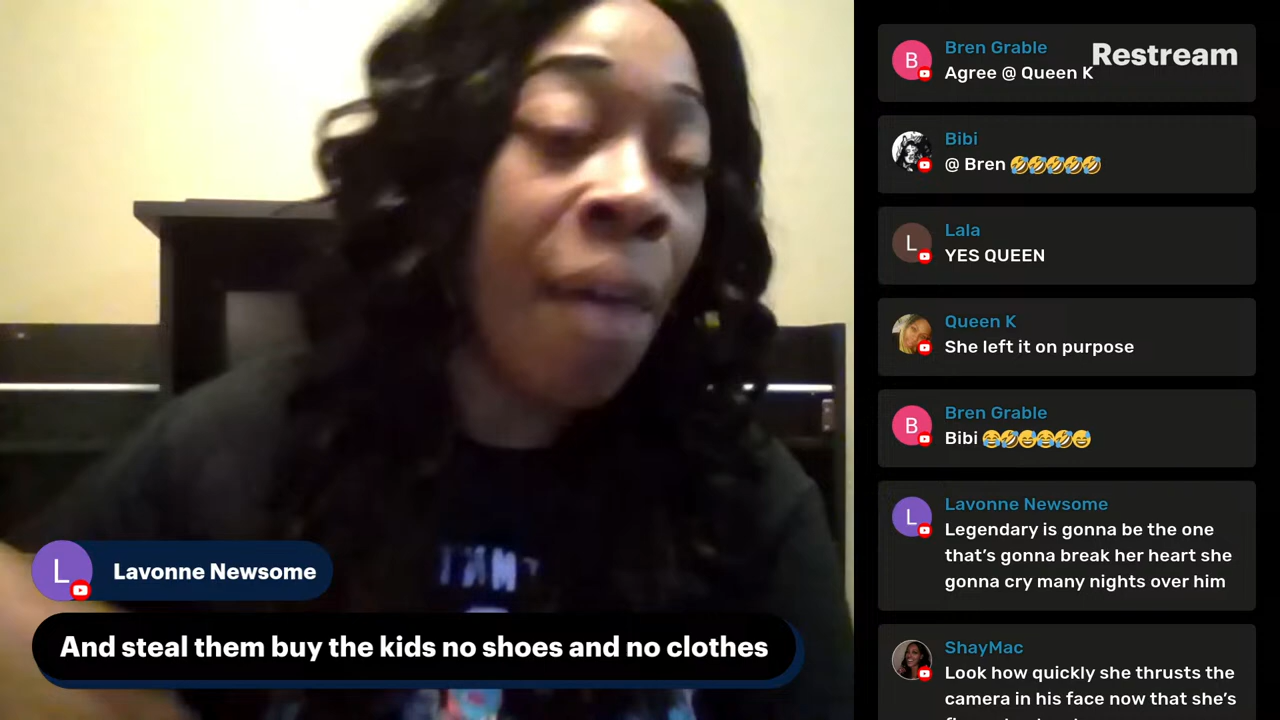 Restream
Bren Grable
Agree @ Queen K
Bibi
@ Bren 🤣🤣🤣🤣🤣
Lala
YES QUEEN
Queen K
She left it on purpose
Bren Grable
Bibi 😂🤣😅😂🤣😅
Lavonne Newsome
Legendary is gonna be the one
that’s gonna break her heart she
gonna cry many nights over him
ShayMac
Look how quickly she thrusts the
camera in his face now that she’s
L
Lavonne Newsome
And steal them buy the kids no shoes and no clothes